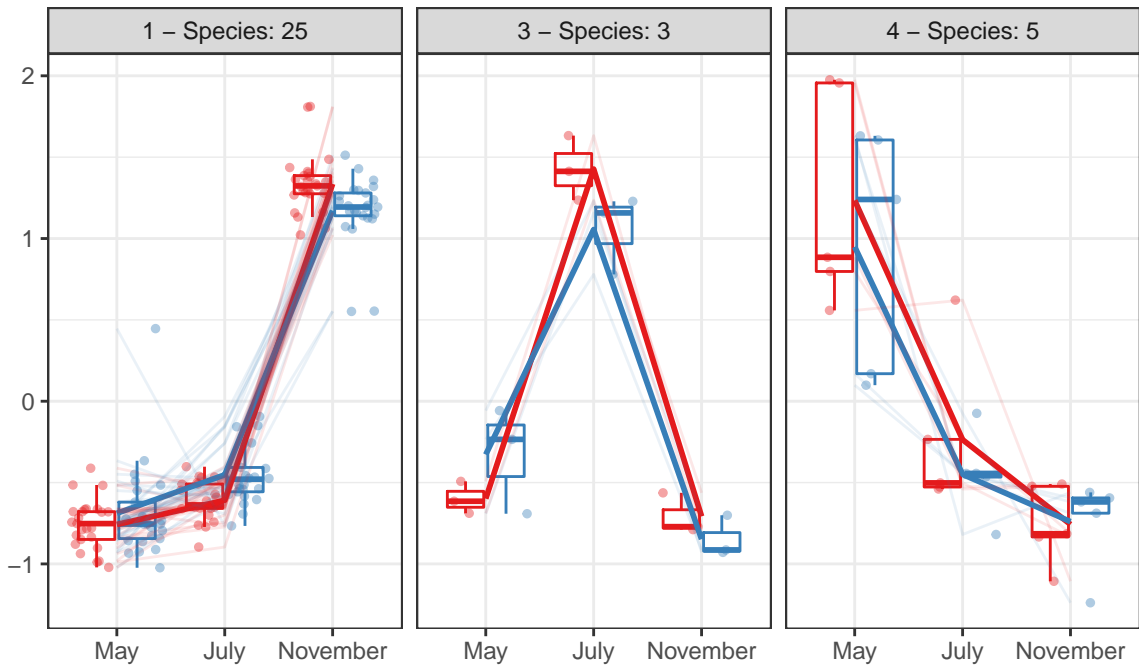 1 − Species: 25
3 − Species: 3
4 − Species: 5
2
1
0
−1
May July November
May July November
May July November